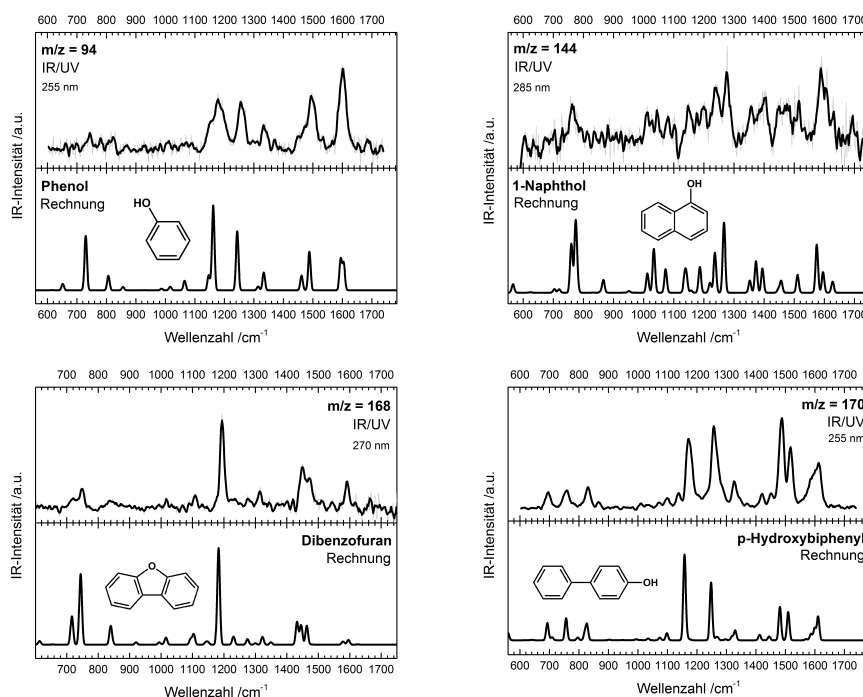 600 700 800 900 1000 1100 1200 1300 1400 1500 1600 1700
m/z = 94
IR/UV
255 nm
IR-Intensität /a.u.
Phenol
Rechnung
HO
600 700 800 900 1000 1100 1200 1300 1400 1500 1600 1700
Wellenzahl /cm⁻¹
600 700 800 900 1000 1100 1200 1300 1400 1500 1600 1700
m/z = 144
IR/UV
285 nm
IR-Intensität /a.u.
1-Naphthol
Rechnung
OH
600 700 800 900 1000 1100 1200 1300 1400 1500 1600 1700
Wellenzahl /cm⁻¹
700 800 900 1000 1100 1200 1300 1400 1500 1600 1700
m/z = 168
IR/UV
270 nm
IR-Intensität /a.u.
Dibenzofuran
Rechnung
O
700 800 900 1000 1100 1200 1300 1400 1500 1600 1700
Wellenzahl /cm⁻¹
600 700 800 900 1000 1100 1200 1300 1400 1500 1600 1700
m/z = 170
IR/UV
255 nm
IR-Intensität /a.u.
p-Hydroxybiphenyl
Rechnung
OH
600 700 800 900 1000 1100 1200 1300 1400 1500 1600 1700
Wellenzahl /cm⁻¹